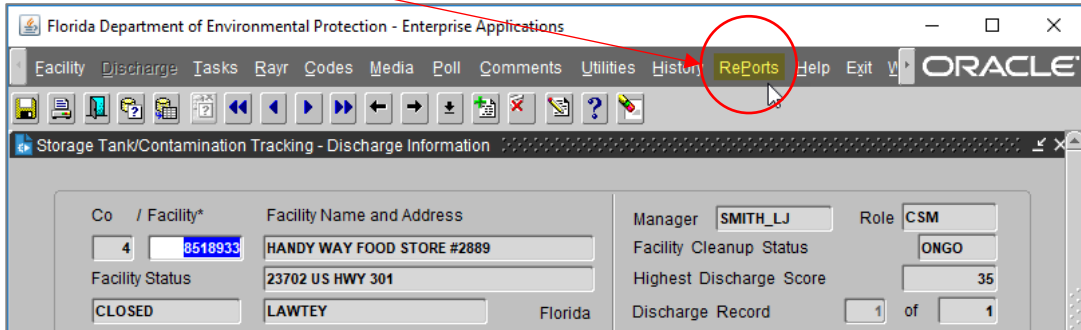 Florida Department of Environmental Protection - Enterprise Applications
Facility Discharge Tasks Rayr Codes Media Poll Comments Utilities History RePorts Help Exit W ORACLE
Storage Tank/Contamination Tracking - Discharge Information
Co / Facility* Facility Name and Address Manager SMITH_LJ Role CSM
4 8518933 HANDY WAY FOOD STORE #2889 Facility Cleanup Status ONGO
Facility Status 23702 US HWY 301 Highest Discharge Score 35
CLOSED LAWTEY Florida Discharge Record 1 of 1